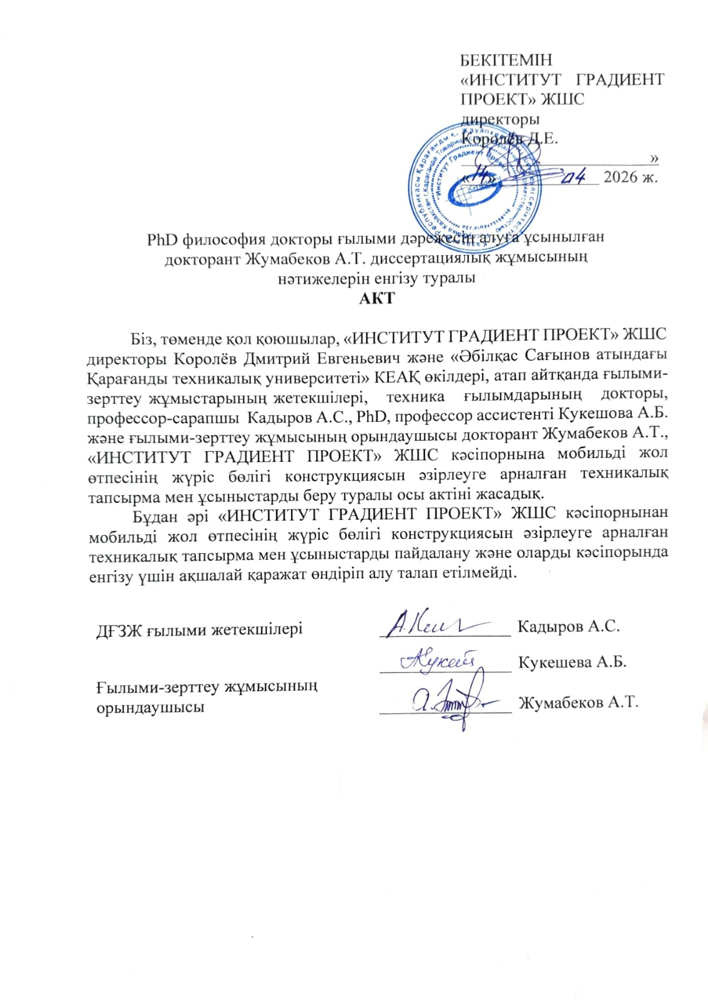 БЕКІТЕМІН
«ИНСТИТУТ ГРАДИЕНТ
ПРОЕКТ» ЖШС
директоры
Королёв Д.Е.
»
«14» 04 2026 ж.
"Институт Градиент Проект"
Gradient
PhD философия докторы ғылыми дәрежесін алуға ұсынылған
докторант Жумабеков А.Т. диссертациялық жұмысының
нәтижелерін енгізу туралы
АКТ
Біз, төменде қол қоюшылар, «ИНСТИТУТ ГРАДИЕНТ ПРОЕКТ» ЖШС
директоры Королёв Дмитрий Евгеньевич және «Әбілқас Сағынов атындағы
Қарағанды техникалық университеті» КЕАҚ өкілдері, атап айтқанда ғылыми-
зерттеу жұмыстарының жетекшілері, техника ғылымдарының докторы,
профессор-сарапшы Кадыров А.С., PhD, профессор ассистенті Кукешова А.Б.
және ғылыми-зерттеу жұмысының орындаушысы докторант Жумабеков А.Т.,
«ИНСТИТУТ ГРАДИЕНТ ПРОЕКТ» ЖШС кәсіпорнына мобильді жол
өтпесінің жүріс бөлігі конструкциясын әзірлеуге арналған техникалық
тапсырма мен ұсыныстарды беру туралы осы актіні жасадық.
Бұдан әрі «ИНСТИТУТ ГРАДИЕНТ ПРОЕКТ» ЖШС кәсіпорнынан
мобильді жол өтпесінің жүріс бөлігі конструкциясын әзірлеуге арналған
техникалық тапсырма мен ұсыныстарды пайдалану және оларды кәсіпорында
енгізу үшін ақшалай қаражат өндіріп алу талап етілмейді.
ДҒЗЖ ғылыми жетекшілері Кадыров А.С.
Кукешева А.Б.
Ғылыми-зерттеу жұмысының
орындаушысы Жумабеков А.Т.